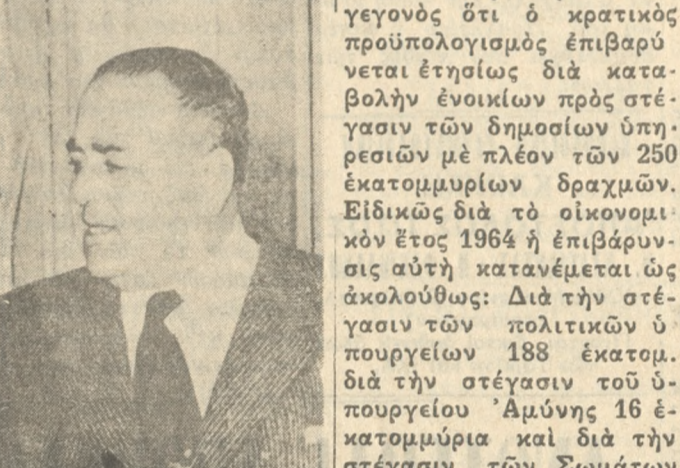 γεγονὸς ὅτι ὁ κρατικὸς
προϋπολογισμὸς ἐπιβαρύ
νεται ἐτησίως διὰ κατα-
βολὴν ἐνοικίων πρὸς στέ-
γασιν τῶν δημοσίων ὑπη-
ρεσιῶν μὲ πλέον τῶν 250
ἑκατομμυρίων δραχμῶν.
Εἰδικῶς διὰ τὸ οἰκονομι-
κὸν ἔτος 1964 ἡ ἐπιβάρυν-
σις αὐτὴ κατανέμεται ὡς
ἀκολούθως: Διὰ τὴν στέ-
γασιν τῶν πολιτικῶν ὑ-
πουργείων 188 ἑκατομ.
διὰ τὴν στέγασιν τοῦ ὑ-
πουργείου Ἀμύνης 16 ἑ-
κατομμύρια καὶ διὰ τὴν
στέγασιν τῶν Σωμάτων